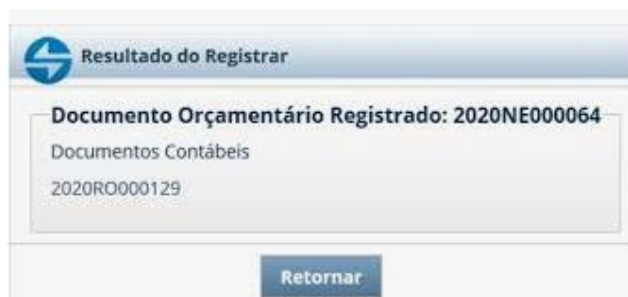 Resultado do Registrar
Documento Orçamentário Registrado: 2020NE000064
Documentos Contábeis
2020RO000129
Retornar